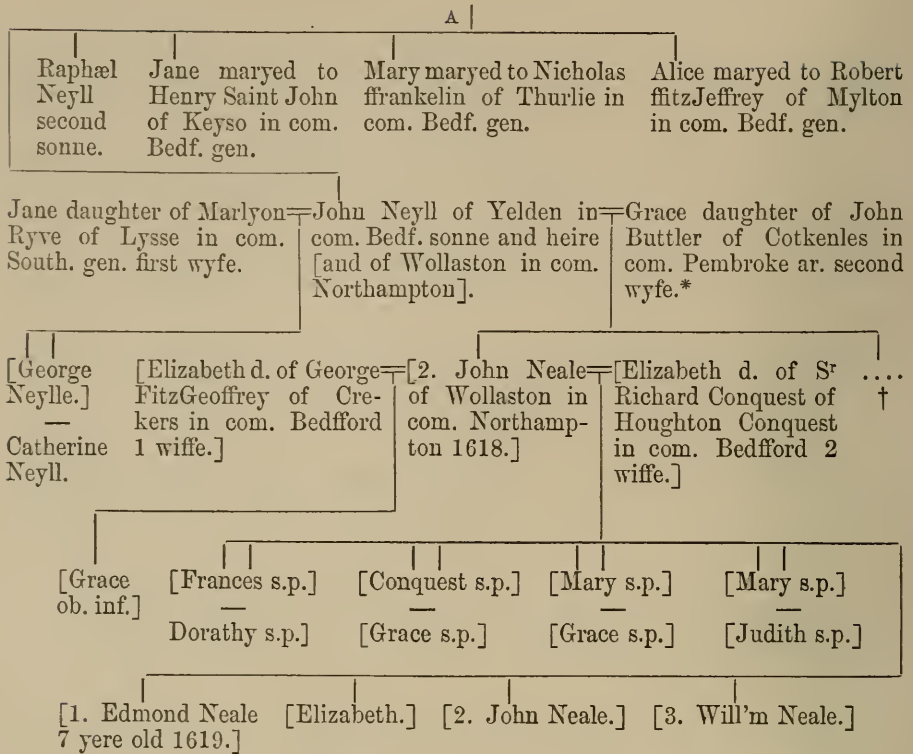 A
Raphæl
Neyll
second
sonne.
Jane maryed to
Henry Saint John
of Keyso in com.
Bedf. gen.
Mary maryed to Nicholas
ffrankelin of Thurlie in
com. Bedf. gen.
Alice maryed to Robert
ffitzJeffrey of Mylton
in com. Bedf. gen.
Jane daughter of Marlyon
Ryve of Lysse in com.
South. gen. first wyfe.
John Neyll of Yelden in
com. Bedf. sonne and heire
[and of Wollaston in com.
Northampton].
Grace daughter of John
Buttler of Cotkenles in
com. Pembroke ar. second
wyfe.*
[George
Neylle.]
—
Catherine
Neyll.
[Elizabeth d. of George
FitzGeoffrey of Cre-
kers in com. Bedfford
1 wiffe.]
[2. John Neale
of Wollaston in
com. Northamp-
ton 1618.]
[Elizabeth d. of Sʳ
Richard Conquest of
Houghton Conquest
in com. Bedfford 2
wiffe.]
....
†
[Grace
ob. inf.]
[Frances s.p.]
—
Dorathy s.p.]
[Conquest s.p.]
—
[Grace s.p.]
[Mary s.p.]
—
[Grace s.p.]
[Mary s.p.]
—
[Judith s.p.]
[1. Edmond Neale
7 yere old 1619.]
[Elizabeth.]
[2. John Neale.]
[3. Will'm Neale.]